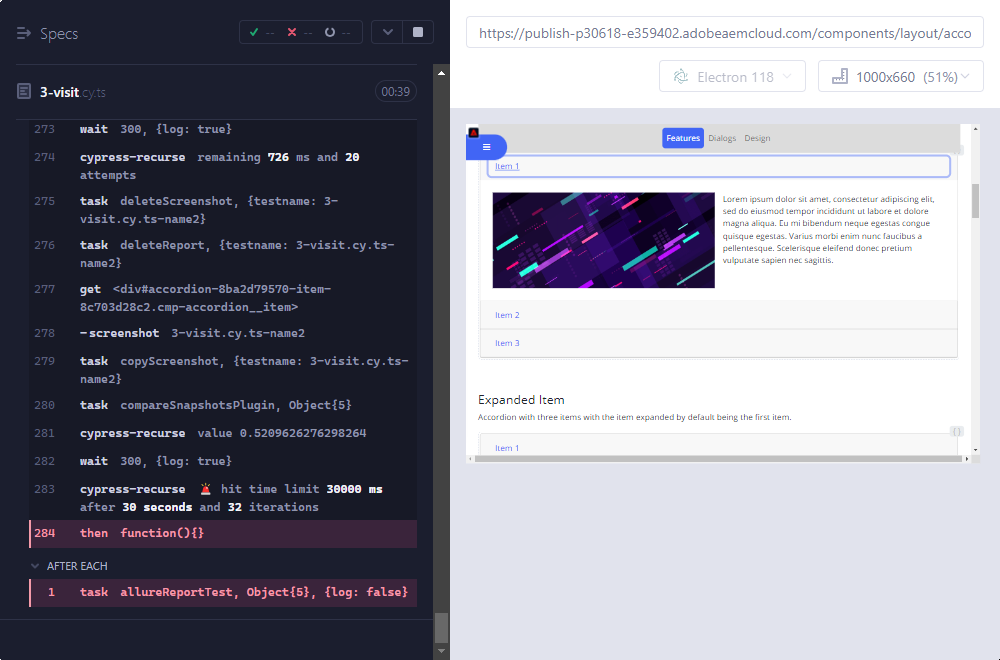 Specs
-- -- --
3-visit.cy.ts 00:39
273 wait 300, {log: true}
274 cypress-recurse remaining 726 ms and 20
attempts
275 task deleteScreenshot, {testname: 3-
visit.cy.ts-name2}
276 task deleteReport, {testname: 3-visit.cy.ts-
name2}
277 get <div#accordion-8ba2d79570-item-
8c703d28c2.cmp-accordion__item>
278 -screenshot 3-visit.cy.ts-name2
279 task copyScreenshot, {testname: 3-visit.cy.ts-
name2}
280 task compareSnapshotsPlugin, Object{5}
281 cypress-recurse value 0.5209626276298264
282 wait 300, {log: true}
283 cypress-recurse 🚨 hit time limit 30000 ms
after 30 seconds and 32 iterations
284 then function(){}
AFTER EACH
1 task allureReportTest, Object{5}, {log: false}
https://publish-p30618-e359402.adobeaemcloud.com/components/layout/acco
Electron 118
1000x660 (51%)
Features Dialogs Design
Item 1
Lorem ipsum dolor sit amet, consectetur adipiscing elit,
sed do eiusmod tempor incididunt ut labore et dolore
magna aliqua. Eu mi bibendum neque egestas congue
quisque egestas. Varius morbi enim nunc faucibus a
pellentesque. Scelerisque eleifend donec pretium
vulputate sapien nec sagittis.
Item 2
Item 3
Expanded Item
Accordion with three items with the item expanded by default being the first item.
{}
Item 1